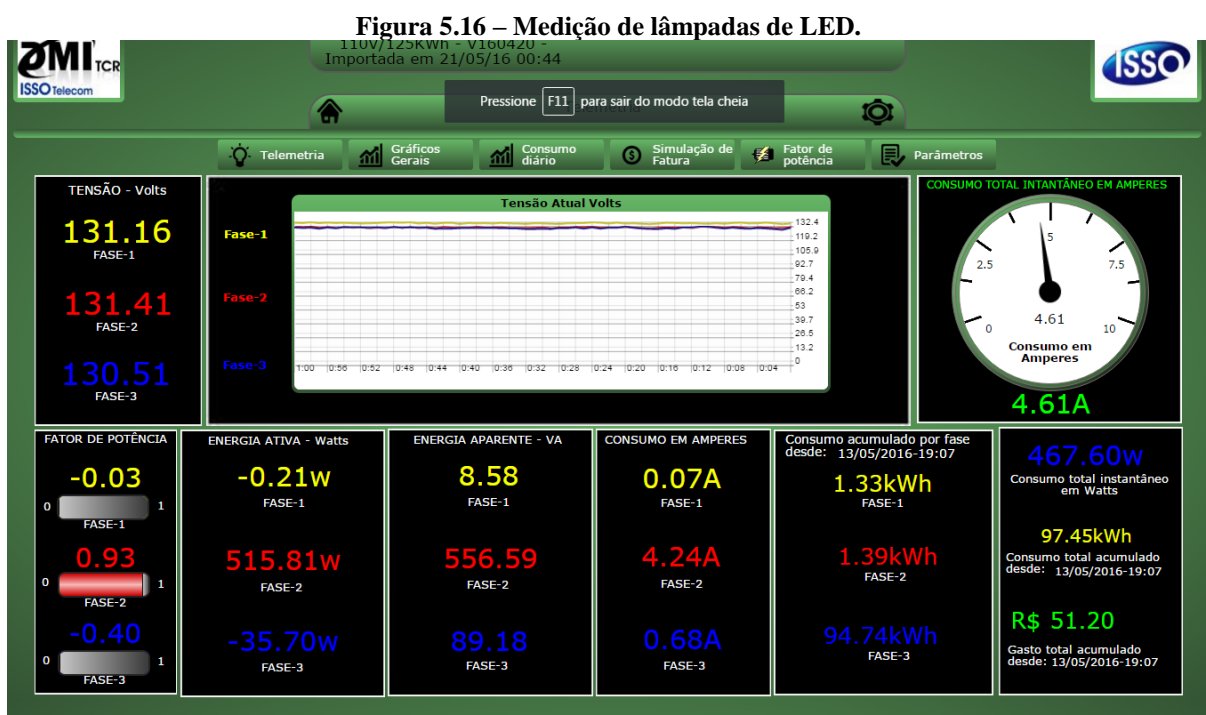 Figura 5.16 – Medição de lâmpadas de LED.
DMI TCR
ISSO Telecom
110V/125KWh - V160420 -
Importada em 21/05/16 00:44
ISSO
Pressione F11 para sair do modo tela cheia
Telemetria
Gráficos
Gerais
Consumo
diário
Simulação de
Fatura
Fator de
potência
Parâmetros
TENSÃO - Volts
131.16
FASE-1
131.41
FASE-2
130.51
FASE-3
Tensão Atual Volts
Fase-1
Fase-2
Fase-3
132.4
119.2
105.9
92.7
79.4
66.2
53
39.7
26.5
13.2
0
1:00 0:56 0:52 0:48 0:44 0:40 0:36 0:32 0:28 0:24 0:20 0:16 0:12 0:08 0:04
CONSUMO TOTAL INTANTÂNEO EM AMPERES
0
2.5
5
7.5
10
4.61
Consumo em
Amperes
4.61A
FATOR DE POTÊNCIA
-0.03
0 1
FASE-1
0.93
0 1
FASE-2
-0.40
0 1
FASE-3
ENERGIA ATIVA - Watts
-0.21w
FASE-1
515.81w
FASE-2
-35.70w
FASE-3
ENERGIA APARENTE - VA
8.58
FASE-1
556.59
FASE-2
89.18
FASE-3
CONSUMO EM AMPERES
0.07A
FASE-1
4.24A
FASE-2
0.68A
FASE-3
Consumo acumulado por fase
desde: 13/05/2016-19:07
1.33kWh
FASE-1
1.39kWh
FASE-2
94.74kWh
FASE-3
467.60w
Consumo total instantâneo
em Watts
97.45kWh
Consumo total acumulado
desde: 13/05/2016-19:07
R$ 51.20
Gasto total acumulado
desde: 13/05/2016-19:07